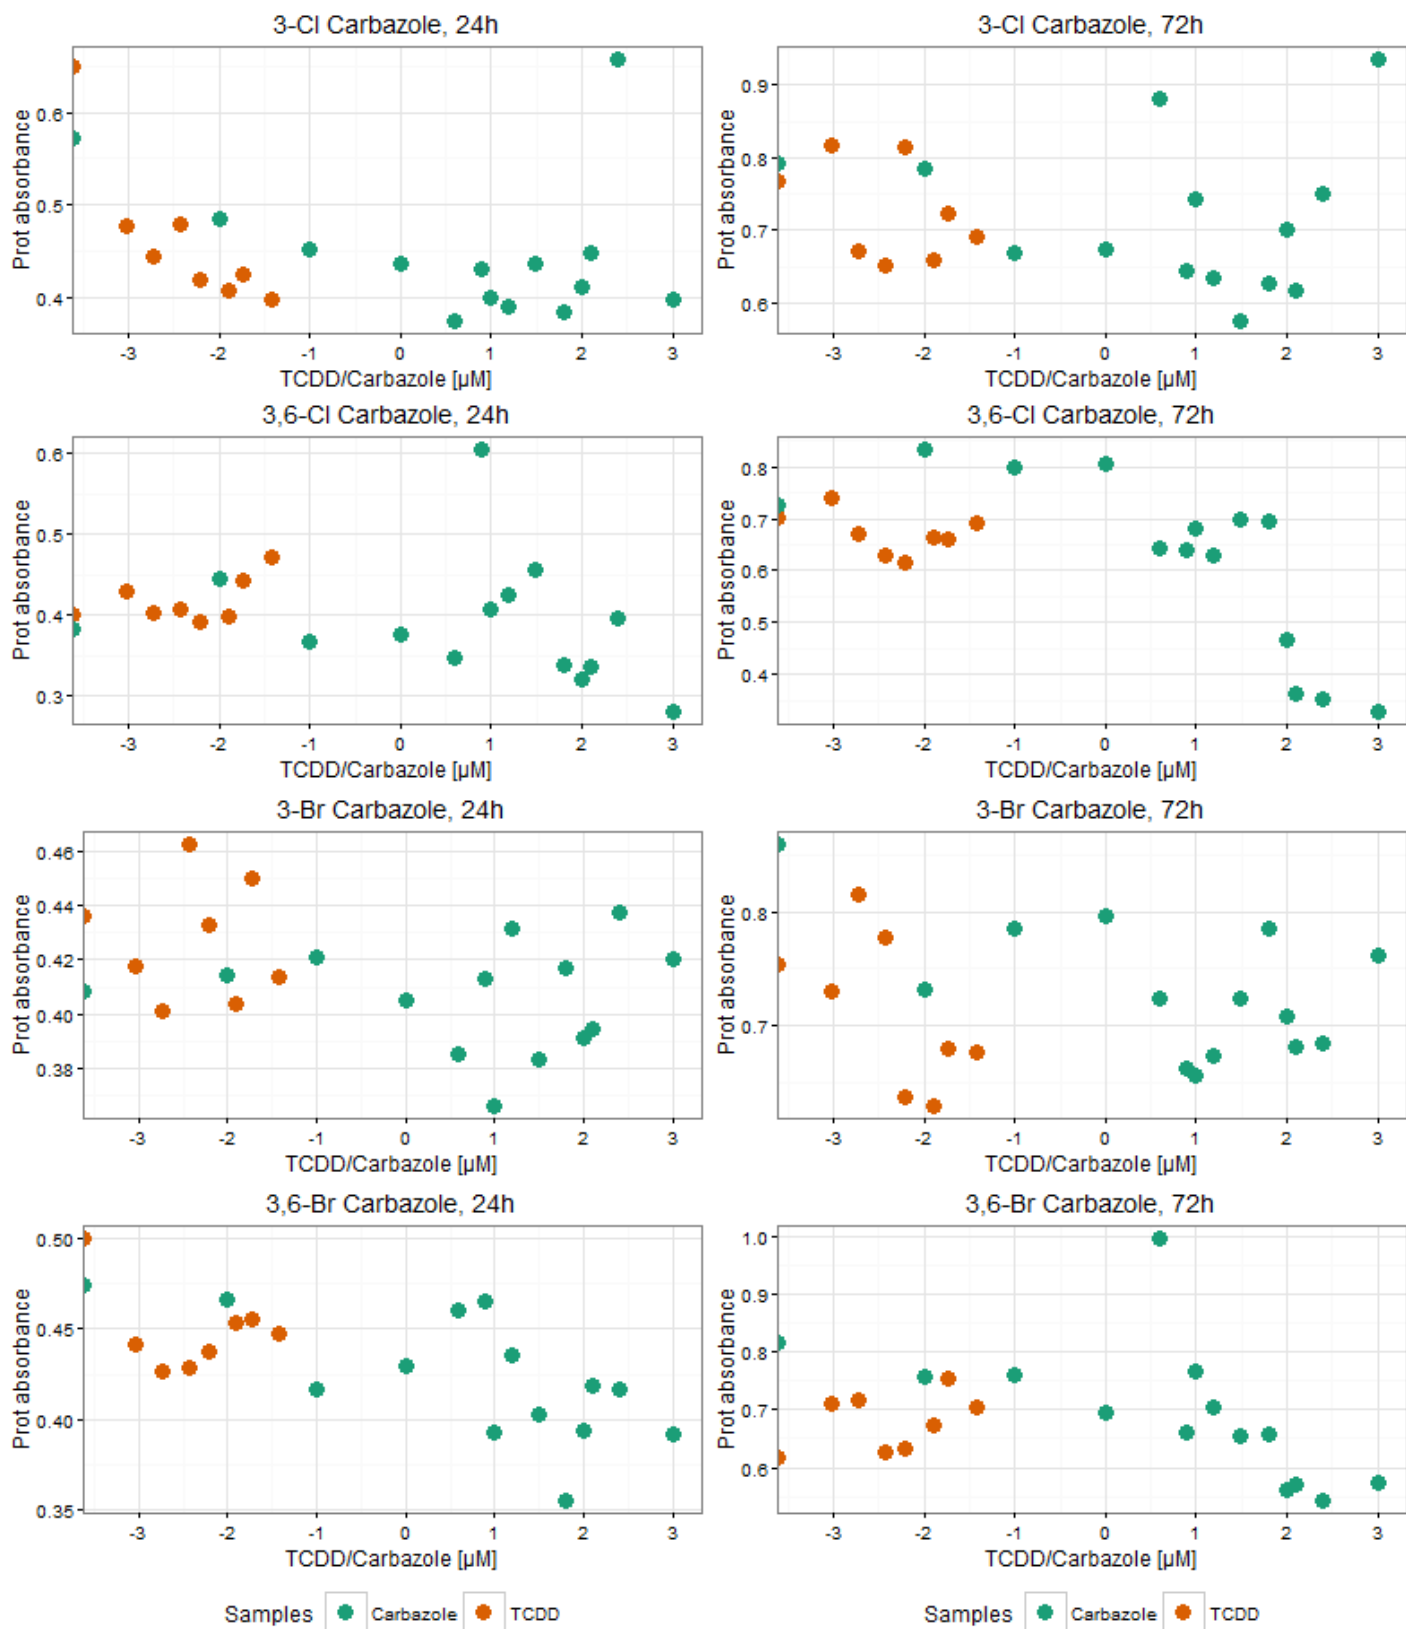 3-Cl Carbazole, 24h
Prot absorbance
0.6
0.5
0.4
-3 -2 -1 0 1 2 3
TCDD/Carbazole [µM]
3-Cl Carbazole, 72h
Prot absorbance
0.9
0.8
0.7
0.6
-3 -2 -1 0 1 2 3
TCDD/Carbazole [µM]
3,6-Cl Carbazole, 24h
Prot absorbance
0.6
0.5
0.4
0.3
-3 -2 -1 0 1 2 3
TCDD/Carbazole [µM]
3,6-Cl Carbazole, 72h
Prot absorbance
0.8
0.7
0.6
0.5
0.4
-3 -2 -1 0 1 2 3
TCDD/Carbazole [µM]
3-Br Carbazole, 24h
Prot absorbance
0.46
0.44
0.42
0.40
0.38
-3 -2 -1 0 1 2 3
TCDD/Carbazole [µM]
3-Br Carbazole, 72h
Prot absorbance
0.8
0.7
-3 -2 -1 0 1 2 3
TCDD/Carbazole [µM]
3,6-Br Carbazole, 24h
Prot absorbance
0.50
0.45
0.40
0.35
-3 -2 -1 0 1 2 3
TCDD/Carbazole [µM]
3,6-Br Carbazole, 72h
Prot absorbance
1.0
0.9
0.8
0.7
0.6
-3 -2 -1 0 1 2 3
TCDD/Carbazole [µM]
Samples Carbazole TCDD
Samples Carbazole TCDD